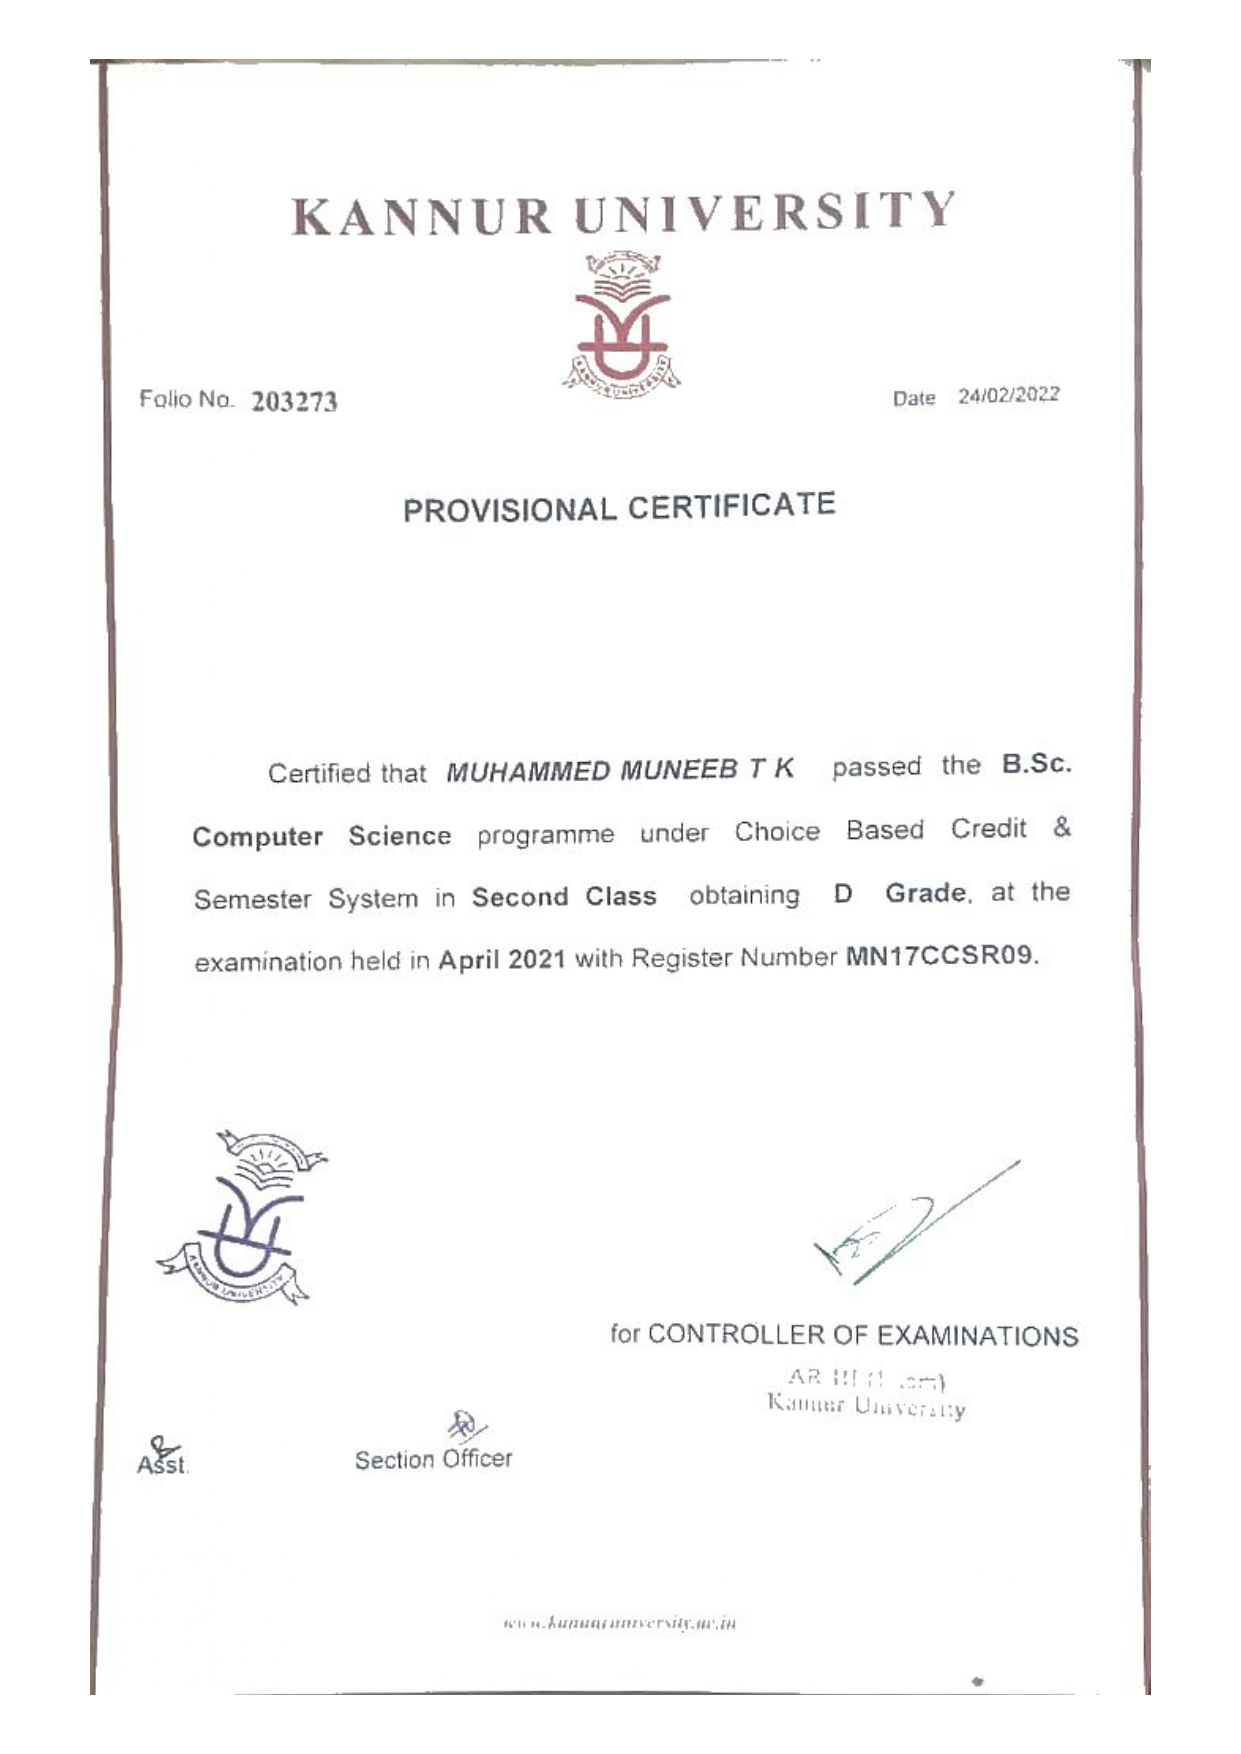 KANNUR UNIVERSITY
KANNUR UNIVERSITY
Folio No. 203273
Date 24/02/2022
PROVISIONAL CERTIFICATE
Certified that MUHAMMED MUNEEB T K passed the B.Sc.
Computer Science programme under Choice Based Credit &
Semester System in Second Class obtaining D Grade, at the
examination held in April 2021 with Register Number MN17CCSR09.
KANNUR UNIVERSITY
for CONTROLLER OF EXAMINATIONS
AR III
Kannur University
Asst.
Section Officer
www.kannuruniversity.ac.in